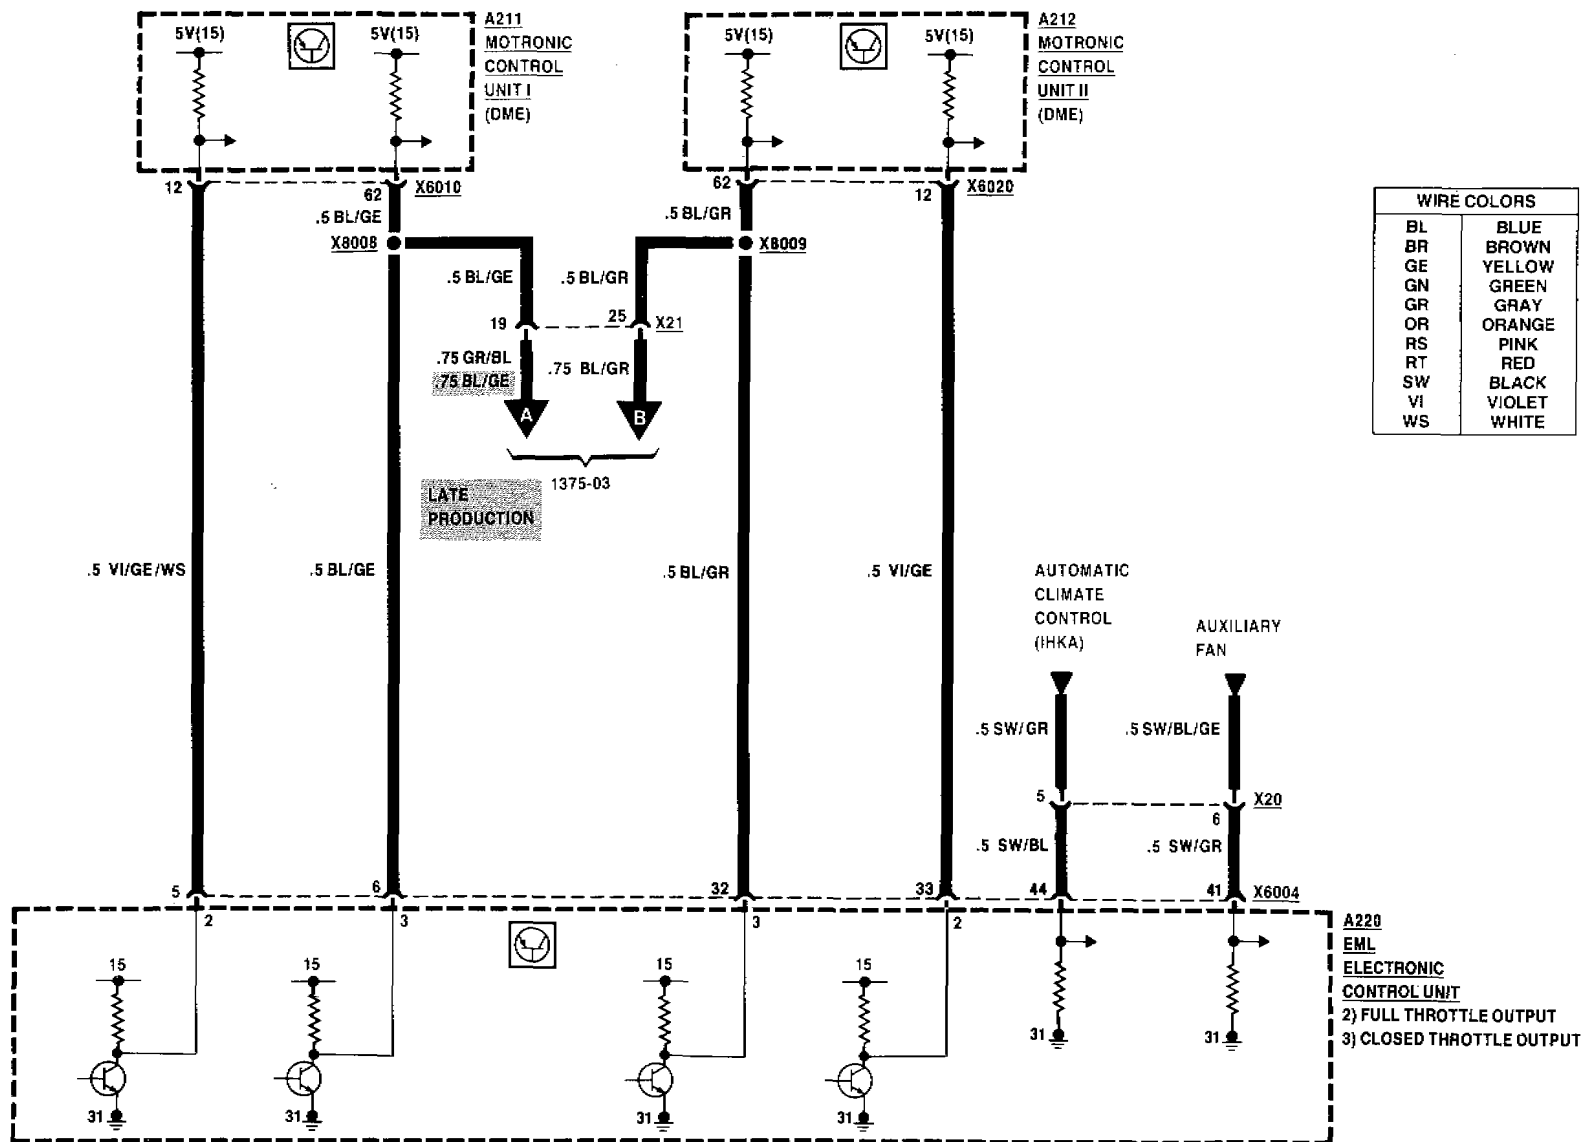 A211
MOTRONIC
CONTROL
UNIT I
(DME)
5V(15)
5V(15)
12
62
X6010
A212
MOTRONIC
CONTROL
UNIT II
(DME)
5V(15)
5V(15)
62
12
X6020
.5 BL/GE
.5 BL/GR
X8008
X8009
.5 BL/GE
.5 BL/GR
19
25
X21
.75 GR/BL
.75 BL/GE
.75 BL/GR
A
B
1375-03
LATE
PRODUCTION
WIRE COLORS
BL BLUE
BR BROWN
GE YELLOW
GN GREEN
GR GRAY
OR ORANGE
RS PINK
RT RED
SW BLACK
VI VIOLET
WS WHITE
.5 VI/GE/WS
.5 BL/GE
.5 BL/GR
.5 VI/GE
AUTOMATIC
CLIMATE
CONTROL
(IHKA)
AUXILIARY
FAN
.5 SW/GR
.5 SW/BL/GE
5
6
X20
.5 SW/BL
.5 SW/GR
5
6
32
33
44
41
X6004
2
3
3
2
15
15
15
15
31
31
31
31
31
31
A220
EML
ELECTRONIC
CONTROL UNIT
2) FULL THROTTLE OUTPUT
3) CLOSED THROTTLE OUTPUT